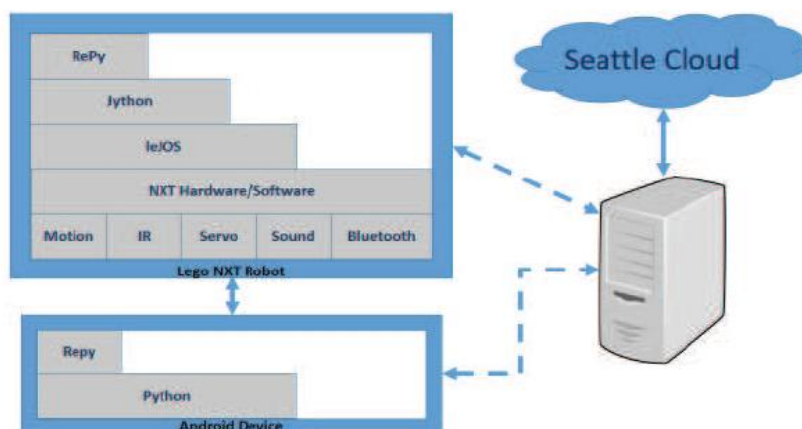 RePy
Jython
leJOS
NXT Hardware/Software
Motion IR Servo Sound Bluetooth
Lego NXT Robot
Seattle Cloud
Repy
Python
Android Device